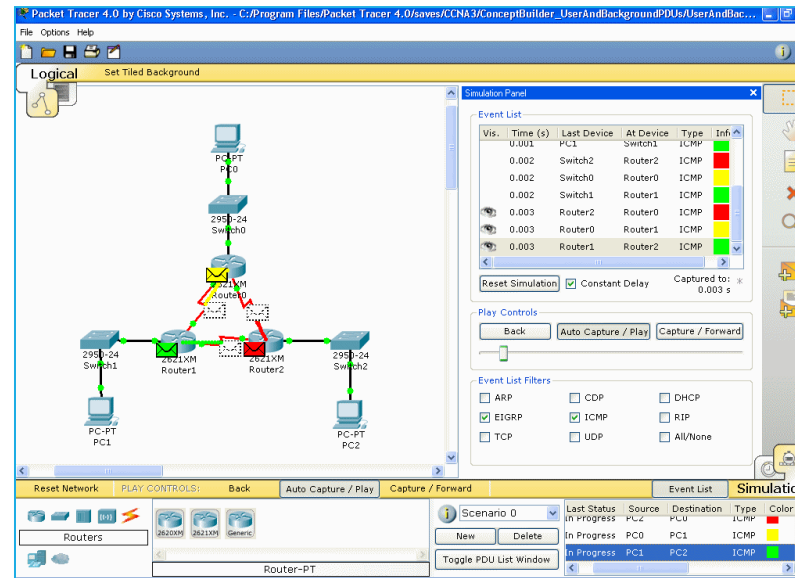 Packet Tracer 4.0 by Cisco Systems, Inc. - C:/Program Files/Packet Tracer 4.0/saves/CCNA3/ConceptBuilder_UserAndBackgroundPDUs/UserAndBac...
File Options Help
Logical
Set Tiled Background
PC-PT
PC0
2950-24
Switch0
2621XM
Router0
2950-24
Switch1
2621XM
Router1
2621XM
Router2
2950-24
Switch2
PC-PT
PC1
PC-PT
PC2
Simulation Panel
Event List
Vis. Time (s) Last Device At Device Type Info
0.001 PC1 Switch1 ICMP
0.002 Switch2 Router2 ICMP
0.002 Switch0 Router0 ICMP
0.002 Switch1 Router1 ICMP
0.003 Router2 Router0 ICMP
0.003 Router0 Router1 ICMP
0.003 Router1 Router2 ICMP
Reset Simulation Constant Delay Captured to: *
0.003 s
Play Controls
Back Auto Capture / Play Capture / Forward
Event List Filters
ARP CDP DHCP
EIGRP ICMP RIP
TCP UDP All/None
Reset Network PLAY CONTROLS: Back Auto Capture / Play Capture / Forward Event List Simulatio
Routers
2620XM 2621XM Generic
Router-PT
Scenario 0
New Delete
Toggle PDU List Window
Last Status Source Destination Type Color
In Progress PC2 PC0 ICMP
In Progress PC0 PC1 ICMP
In Progress PC1 PC2 ICMP